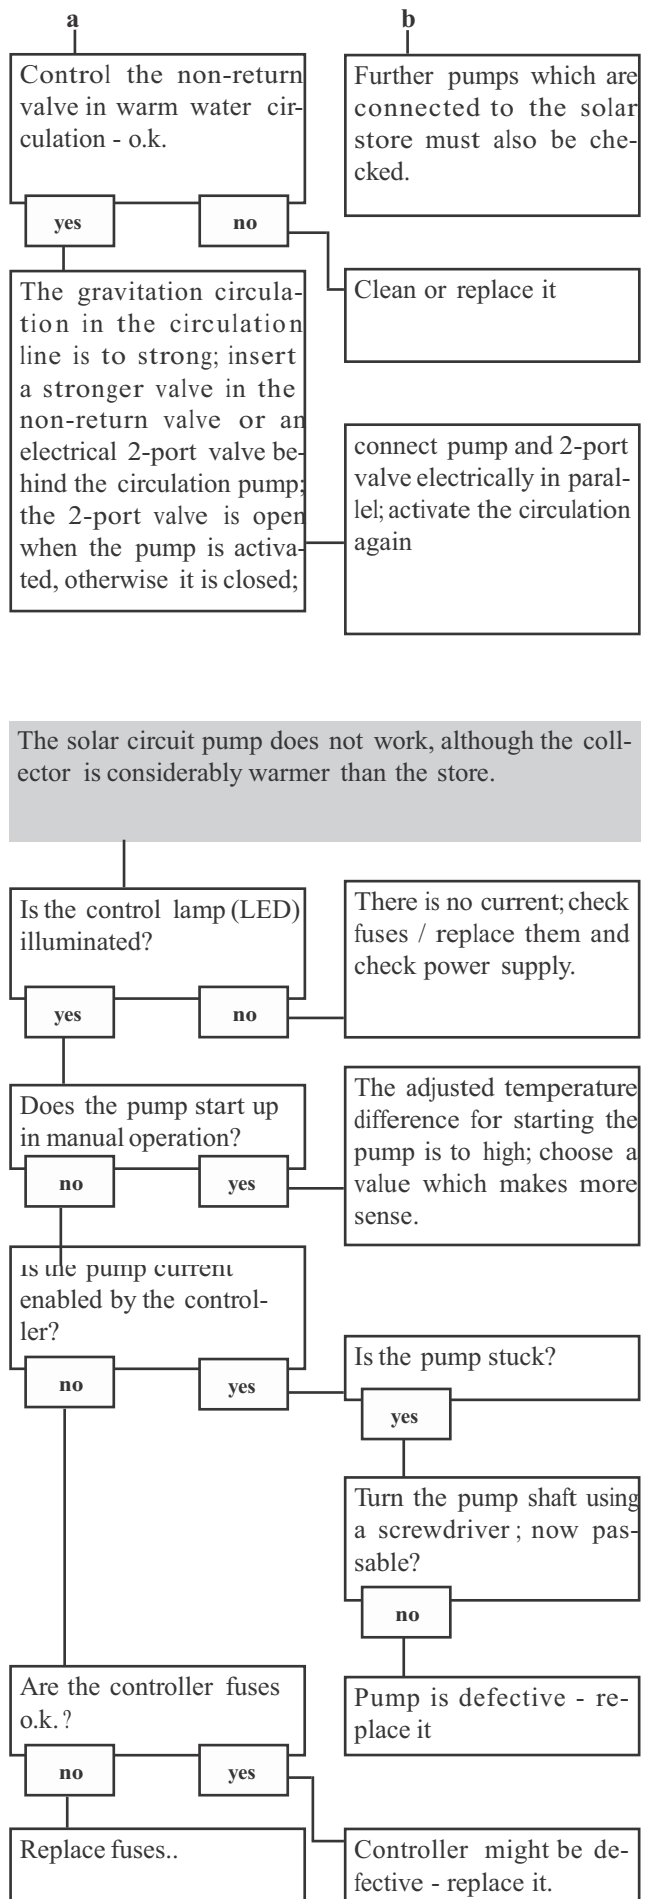 a
Control the non-return
valve in warm water cir-
culation - o.k.
yes
no
The gravitation circula-
tion in the circulation
line is to strong; insert
a stronger valve in the
non-return valve or an
electrical 2-port valve be-
hind the circulation pump;
the 2-port valve is open
when the pump is activa-
ted, otherwise it is closed;
b
Further pumps which are
connected to the solar
store must also be che-
cked.
Clean or replace it
connect pump and 2-port
valve electrically in paral-
lel; activate the circulation
again
The solar circuit pump does not work, although the coll-
ector is considerably warmer than the store.
Is the control lamp (LED)
illuminated?
yes
no
There is no current; check
fuses / replace them and
check power supply.
Does the pump start up
in manual operation?
no
yes
The adjusted temperature
difference for starting the
pump is to high; choose a
value which makes more
sense.
Is the pump current
enabled by the control-
ler?
no
yes
Is the pump stuck?
yes
Turn the pump shaft using
a screwdriver ; now pas-
sable?
no
Pump is defective - re-
place it
Are the controller fuses
o.k. ?
no
yes
Replace fuses..
Controller might be de-
fective - replace it.